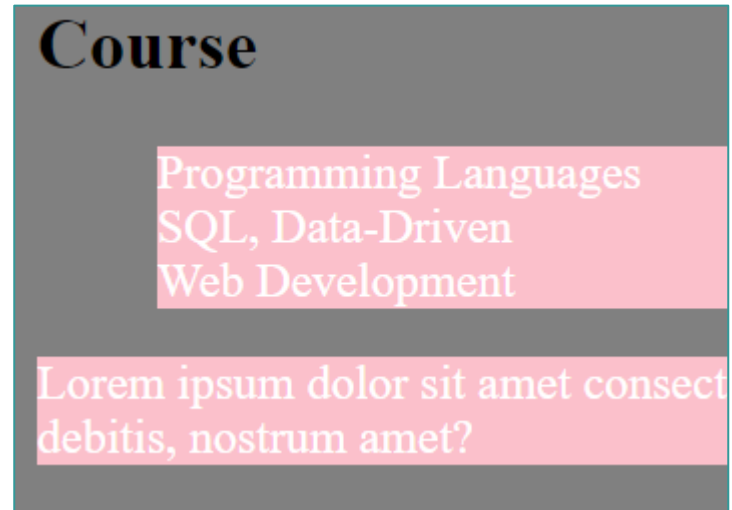 Course
Programming Languages
SQL, Data-Driven
Web Development
Lorem ipsum dolor sit amet consect
debitis, nostrum amet?